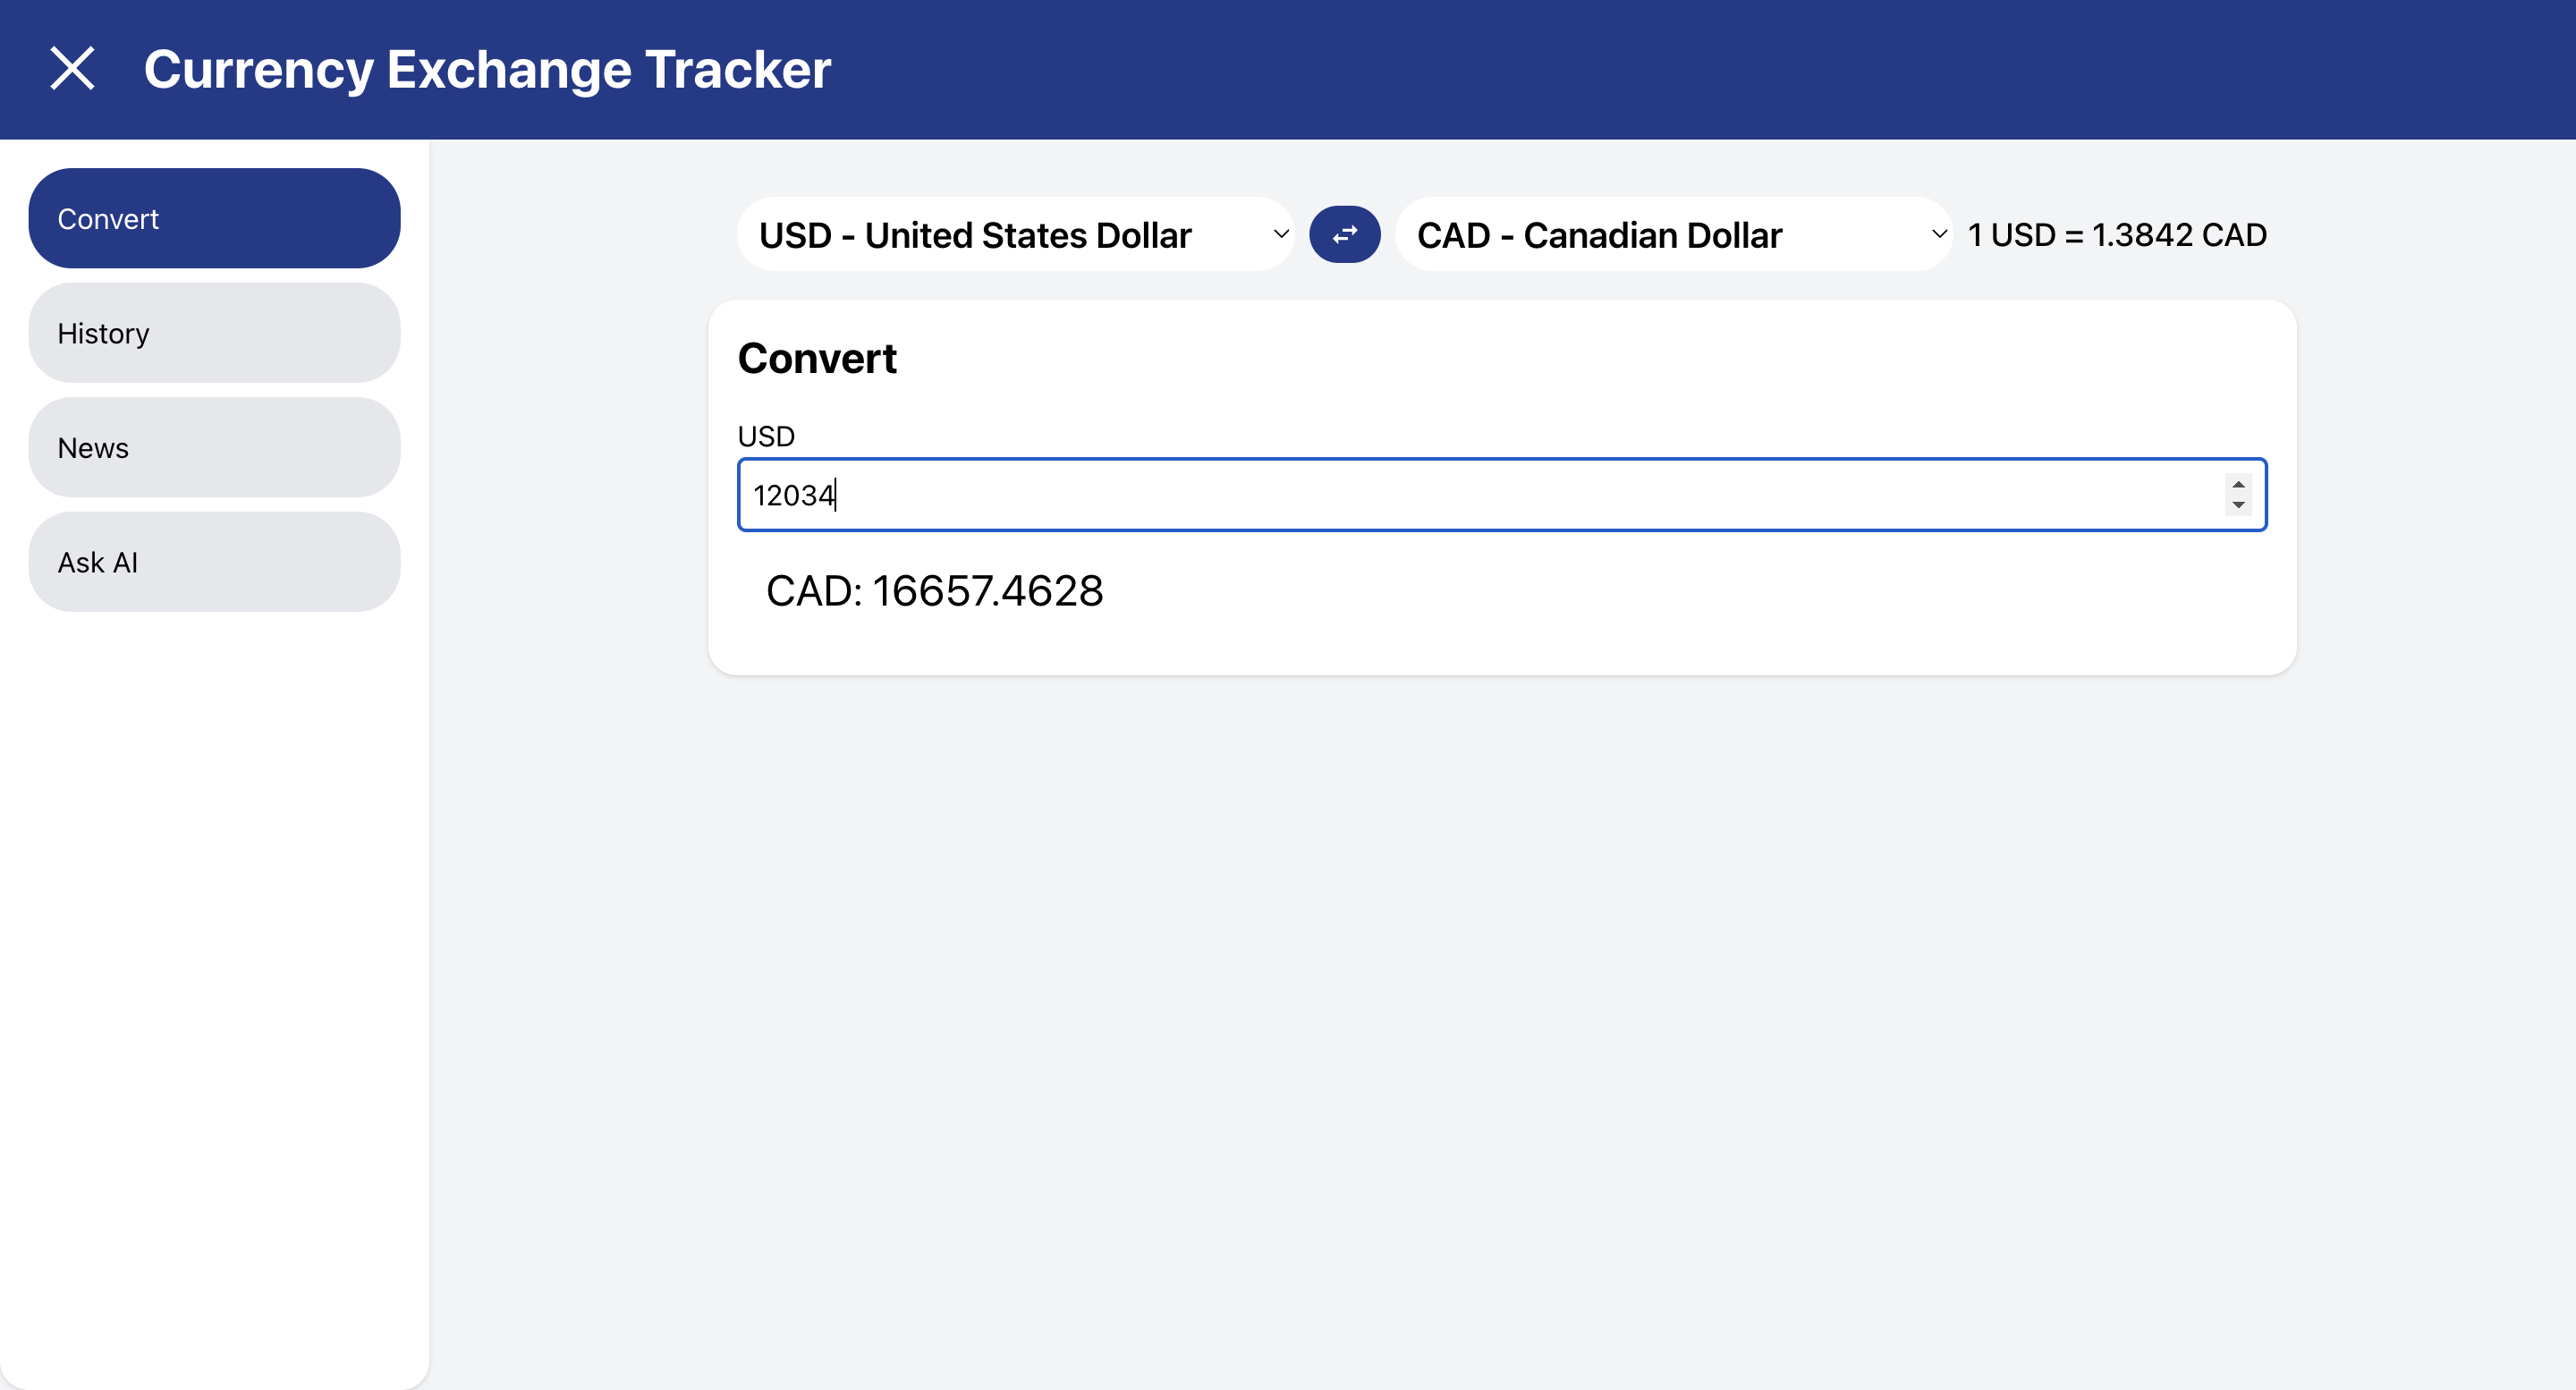 Currency Exchange Tracker
Convert
History
News
Ask AI
USD - United States Dollar CAD - Canadian Dollar 1 USD = 1.3842 CAD
Convert
USD
12034
CAD: 16657.4628